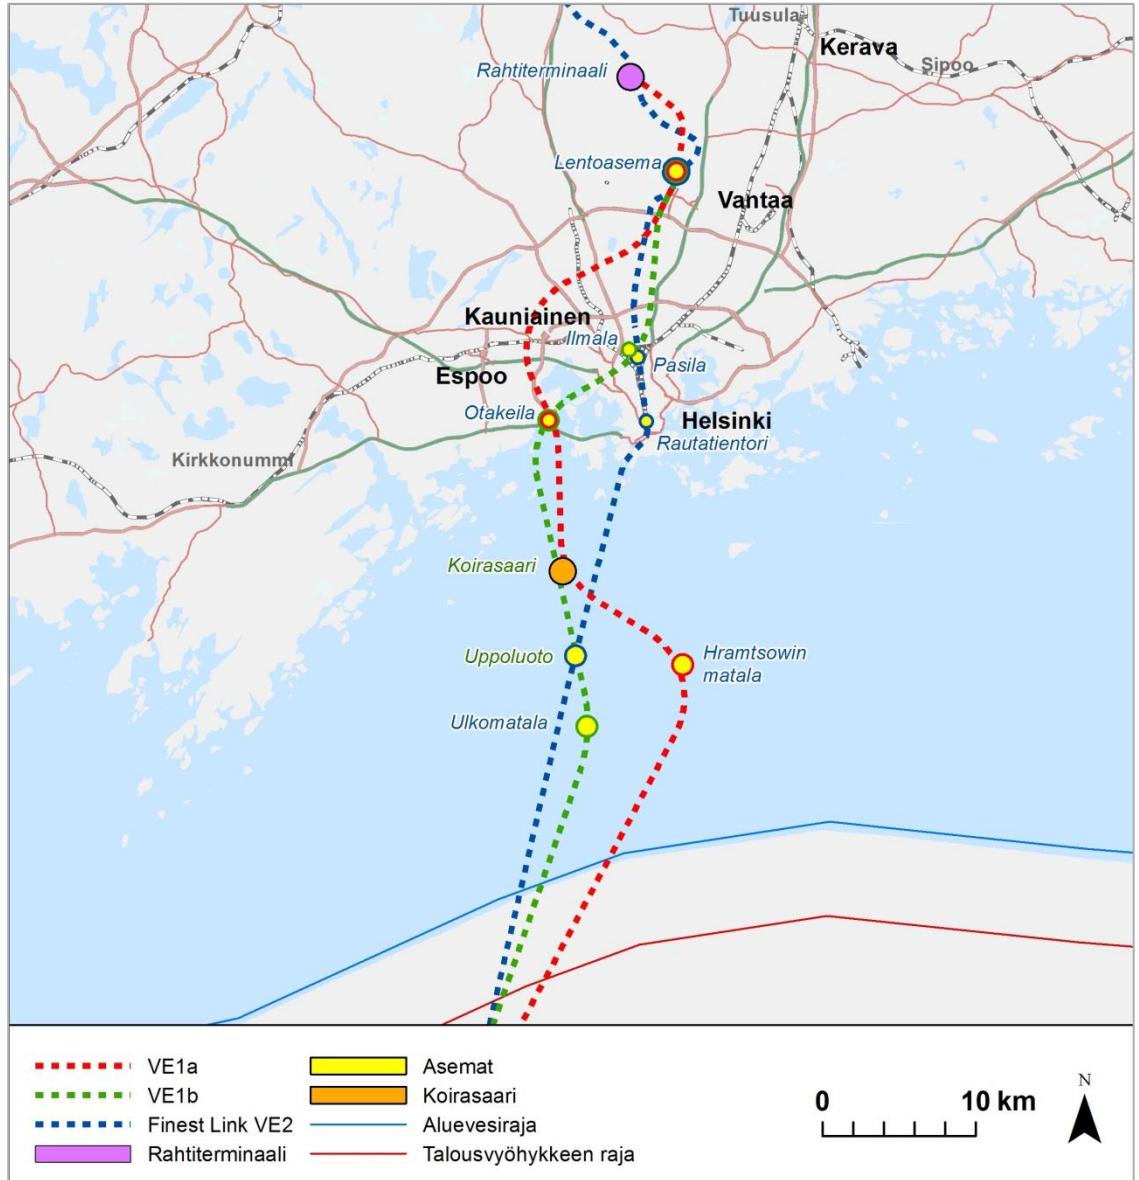 Tuusula
Kerava
Sipoo
Rahtiterminaali
Lentoasema
Vantaa
Kauniainen
Ilmala
Pasila
Espoo
Otakeila
Helsinki
Rautatientori
Kirkkonummi
Koirasaari
Uppoluoto
Hramtsowin
matala
Ulkomatala
VE1a
VE1b
Finest Link VE2
Rahtiterminaali
Asemat
Koirasaari
Aluevesiraja
Talousvyöhykkeen raja
0 10 km
N